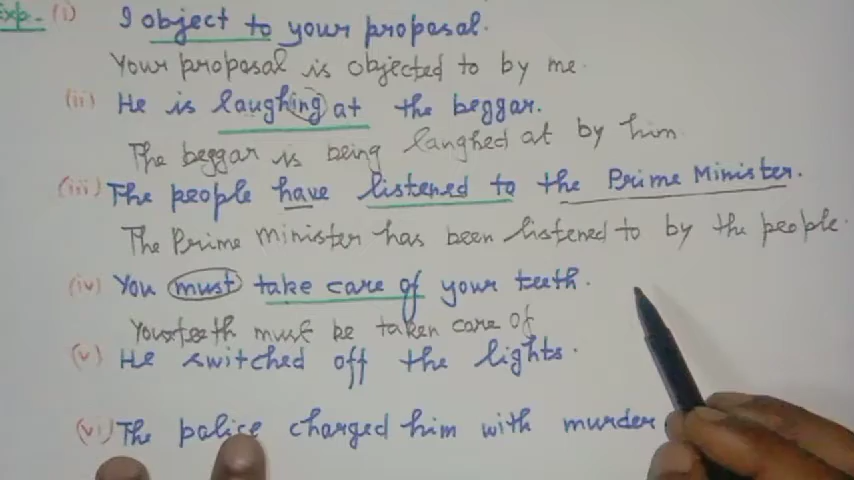 Exp- (i) I object to your proposal.
Your proposal is objected to by me.
(ii) He is laughing at the beggar.
The beggar is being laughed at by him
(iii) The people have listened to the Prime Minister.
The Prime minister has been listened to by the people.
(iv) You must take care of your teeth.
Your teeth must be taken care of
(v) He switched off the lights.
(vi) The police charged him with murder